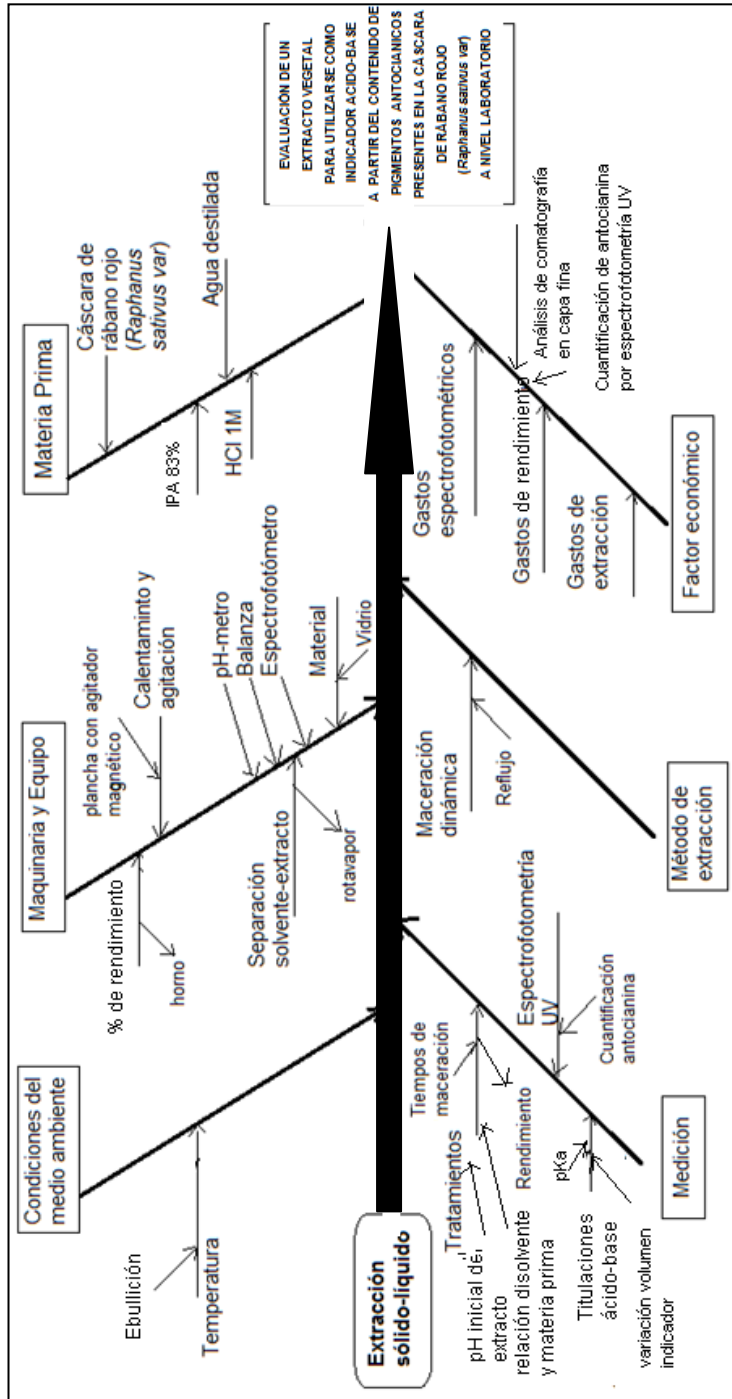 Condiciones del
medio ambiente
Ebullición
Temperatura
Maquinaria y Equipo
plancha con agitador
magnético
Calentaminto y
agitación
% de rendimiento
horno
pH-metro
Balanza
Espectrofotómetro
Separación
solvente-extracto
rotavapor
Material
Vidrio
Materia Prima
Cáscara de
rábano rojo
(Raphanus
sativus var)
IPA 83%
Agua destilada
HCl 1M
Extracción
sólido-líquido
EVALUACIÓN DE UN
EXTRACTO VEGETAL
PARA UTILIZARSE COMO
INDICADOR ACIDO-BASE
A PARTIR DEL CONTENIDO DE
PIGMENTOS ANTOCIANICOS
PRESENTES EN LA CÁSCARA
DE RÁBANO ROJO
(Raphanus sativus var)
A NIVEL LABORATORIO
Tiempos de
maceración
Tratamientos
Rendimiento
pH inicial de
extracto
relación disolvente
y materia prima
Espectrofotometría
UV
Cuantificación
antocianina
pKa
Titulaciones
ácido-base
variación volumen
indicador
Medición
Maceración
dinámica
Reflujo
Método de
extracción
Gastos
espectrofotométricos
Análisis de comatografía
en capa fina
Cuantificación de antocianina
por espectrofotometría UV
Gastos de rendimiento
Gastos de
extracción
Factor económico